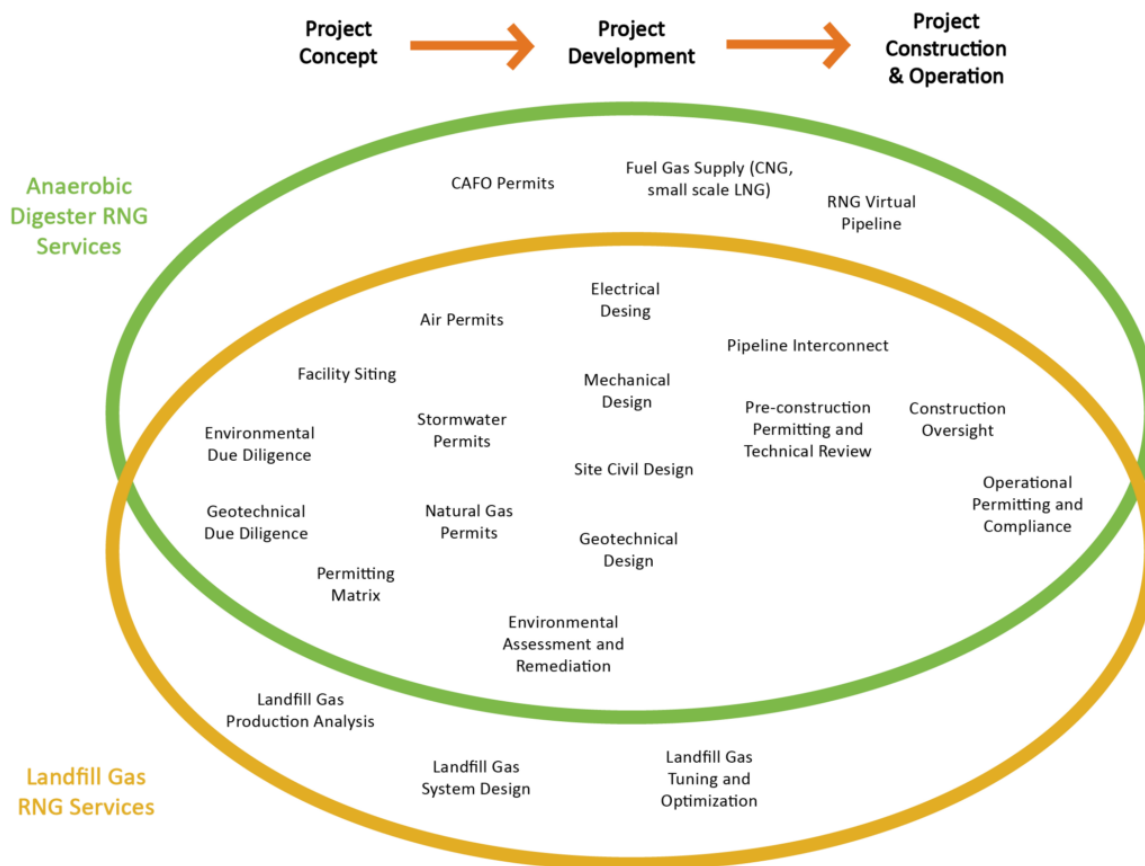 Project
Concept
Project
Development
Project
Construction
& Operation
Anaerobic
Digester RNG
Services
CAFO Permits
Fuel Gas Supply (CNG,
small scale LNG)
RNG Virtual
Pipeline
Electrical
Desing
Air Permits
Pipeline Interconnect
Facility Siting
Mechanical
Design
Stormwater
Permits
Pre-construction
Permitting and
Technical Review
Construction
Oversight
Environmental
Due Diligence
Site Civil Design
Operational
Permitting and
Compliance
Geotechnical
Due Diligence
Natural Gas
Permits
Geotechnical
Design
Permitting
Matrix
Environmental
Assessment and
Remediation
Landfill Gas
Production Analysis
Landfill Gas
RNG Services
Landfill Gas
System Design
Landfill Gas
Tuning and
Optimization